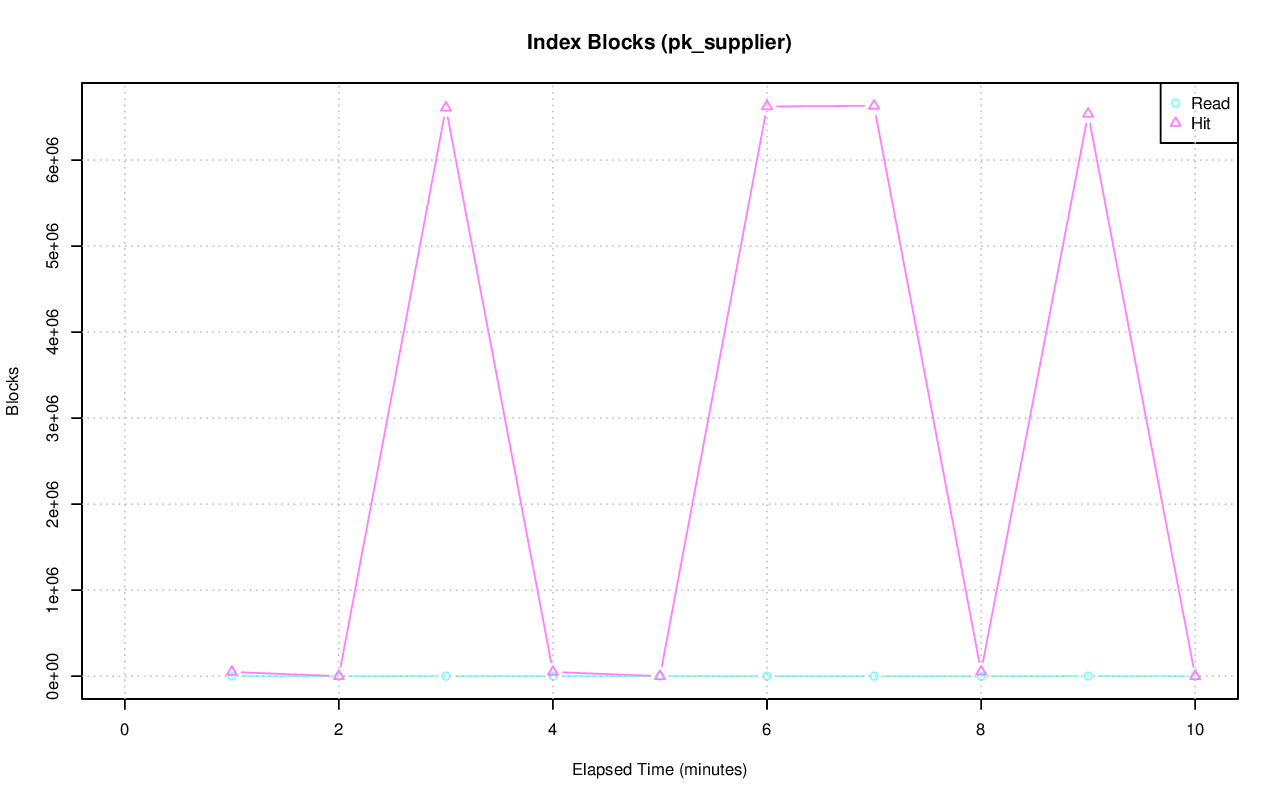 Index Blocks (pk_supplier)
Read
Hit
6e+06
5e+06
4e+06
3e+06
2e+06
1e+06
0e+00
Blocks
0 2 4 6 8 10
Elapsed Time (minutes)